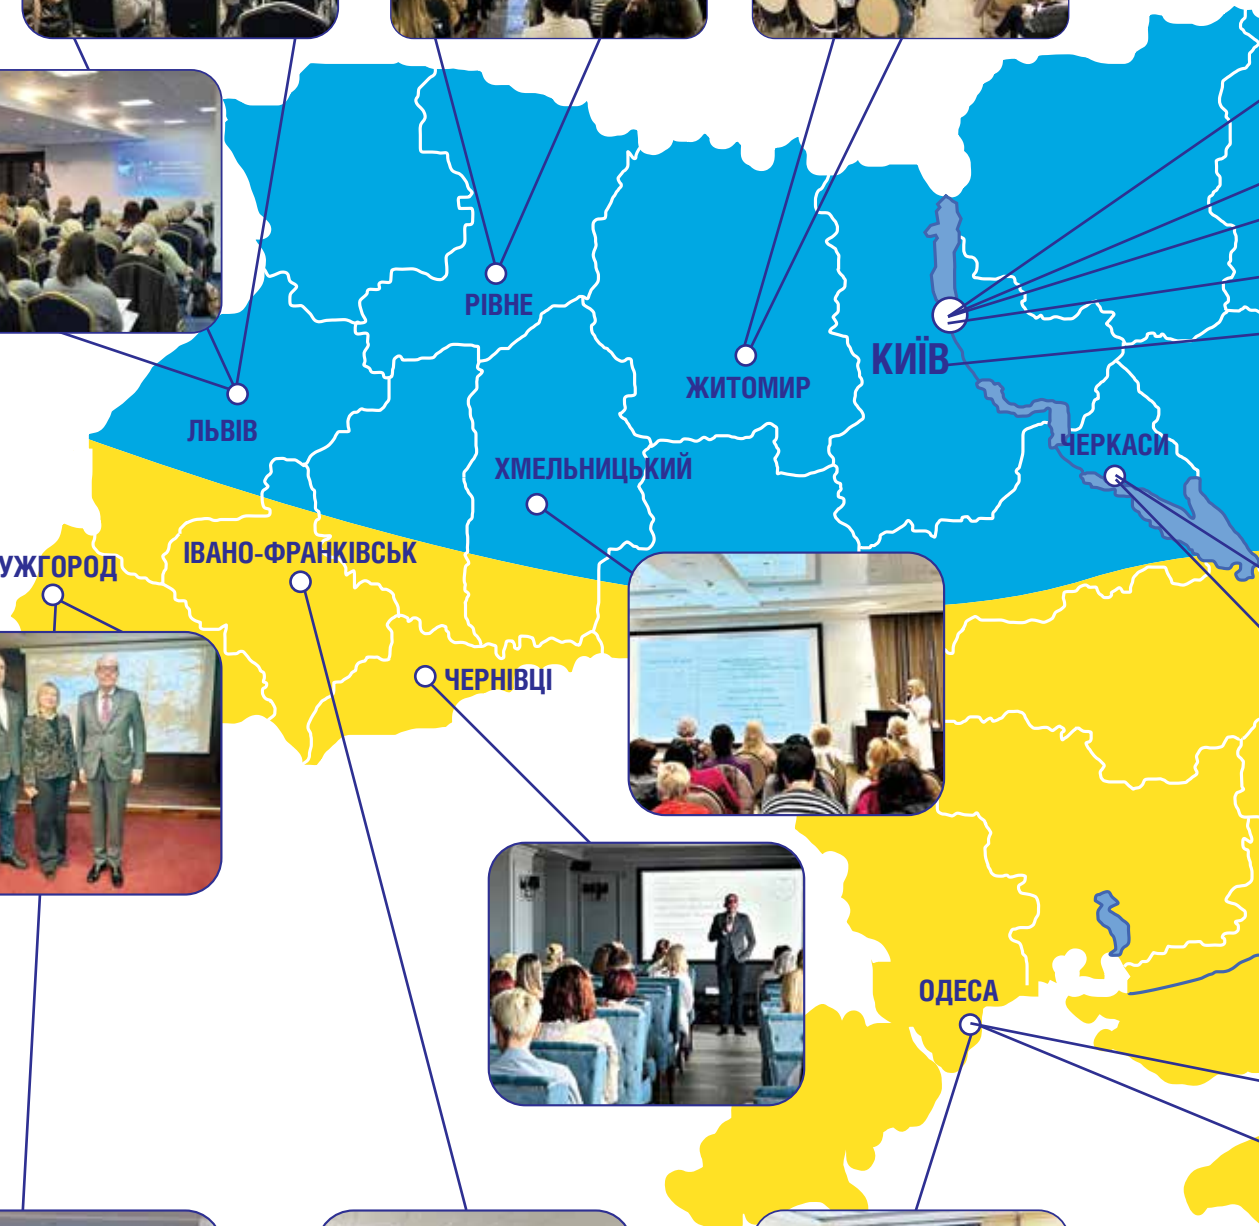 РІВНЕ
КИЇВ
ЖИТОМИР
ЛЬВІВ
ЧЕРКАСИ
ХМЕЛЬНИЦЬКИЙ
ІВАНО-ФРАНКІВСЬК
УЖГОРОД
ЧЕРНІВЦІ
ОДЕСА